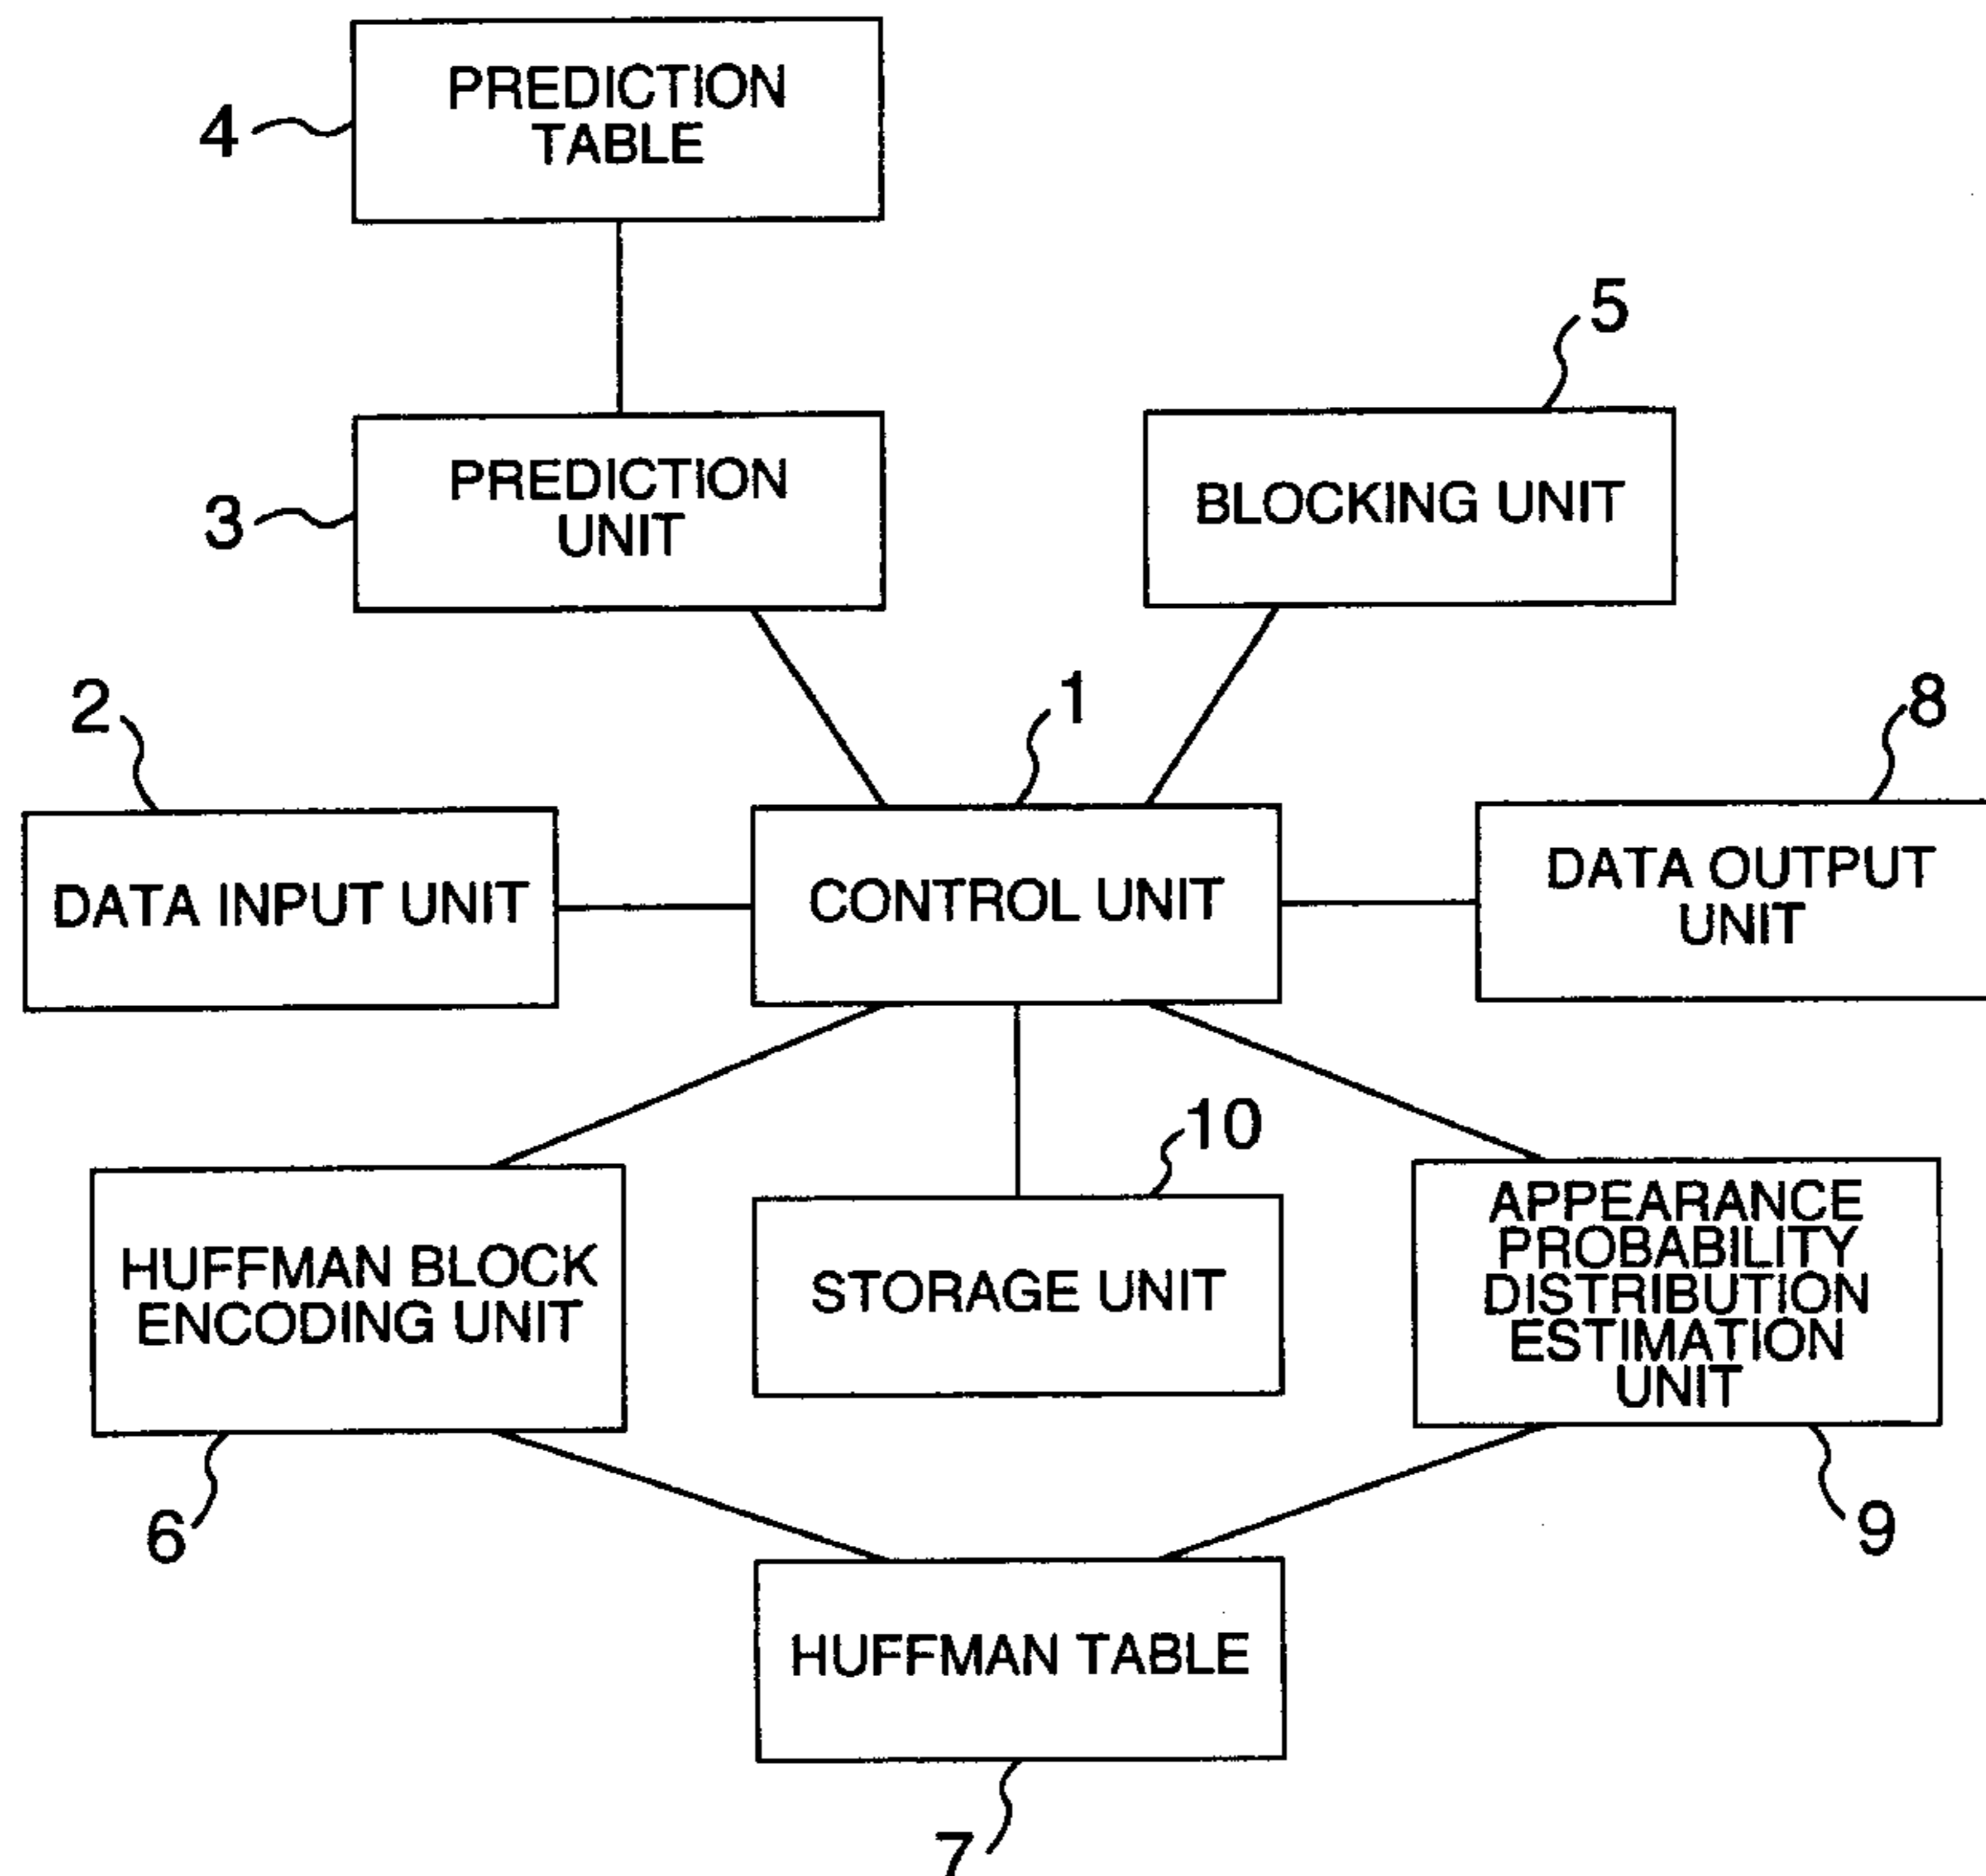 PREDICTION
TABLE
4
5
PREDICTION
UNIT
3
BLOCKING UNIT
2
1
8
DATA INPUT UNIT
CONTROL UNIT
DATA OUTPUT
UNIT
10
HUFFMAN BLOCK
ENCODING UNIT
STORAGE UNIT
APPEARANCE
PROBABILITY
DISTRIBUTION
ESTIMATION
UNIT
6
9
HUFFMAN TABLE
7